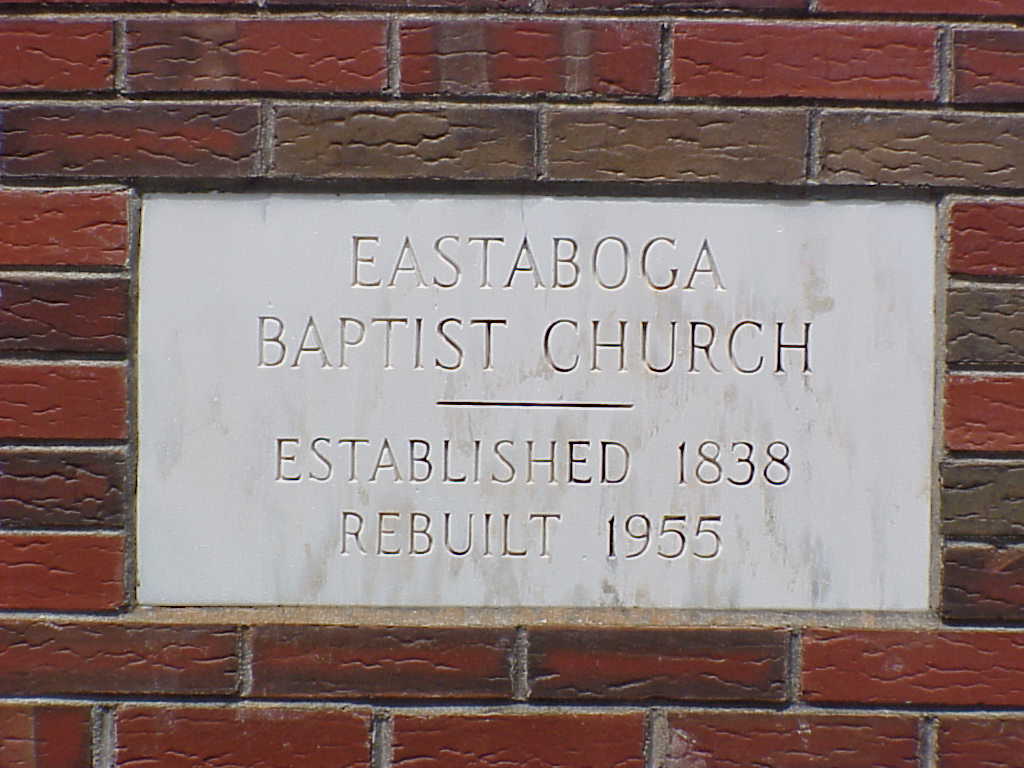 EASTABOGA
BAPTIST CHURCH
ESTABLISHED 1838
REBUILT 1955